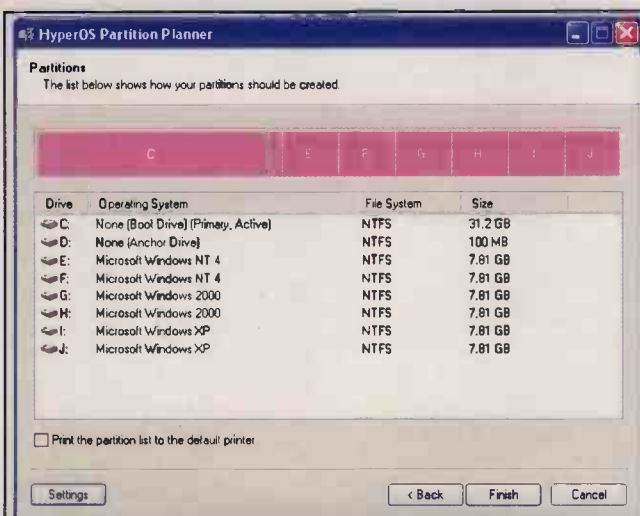 HyperOS Partition Planner
Partitions
The list below shows how your partitions should be created.
C E F G H I J
Drive Operating System File System Size
C: None (Boot Drive) (Primary, Active) NTFS 31.2 GB
D: None (Anchor Drive) NTFS 100 MB
E: Microsoft Windows NT 4 NTFS 7.81 GB
F: Microsoft Windows NT 4 NTFS 7.81 GB
G: Microsoft Windows 2000 NTFS 7.81 GB
H: Microsoft Windows 2000 NTFS 7.81 GB
I: Microsoft Windows XP NTFS 7.81 GB
J: Microsoft Windows XP NTFS 7.81 GB
Print the partition list to the default printer
Settings < Back Finish Cancel